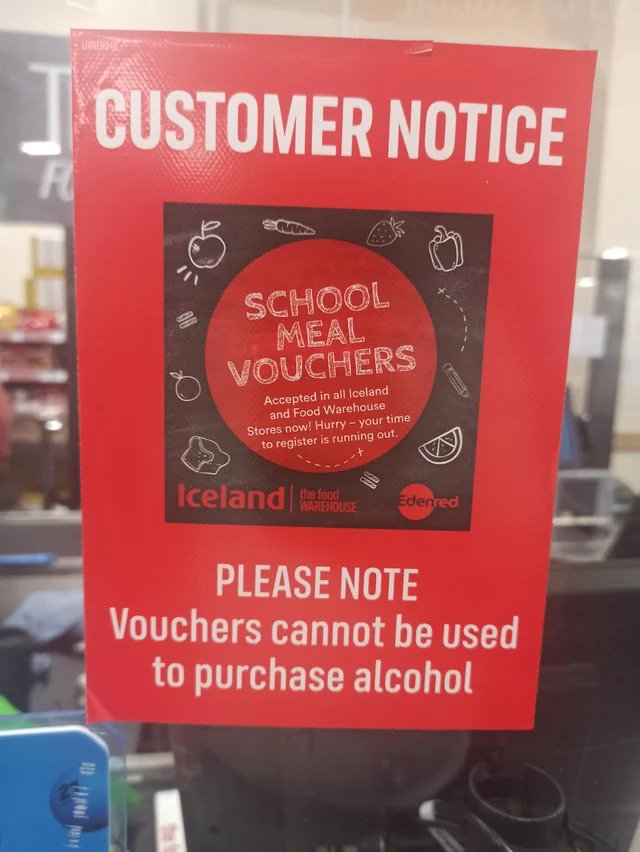 CUSTOMER NOTICE
SCHOOL
MEAL
VOUCHERS
Accepted in all Iceland
and Food Warehouse
Stores now! Hurry – your time
to register is running out.
Iceland | the food
WAREHOUSE
Edenred
PLEASE NOTE
Vouchers cannot be used
to purchase alcohol